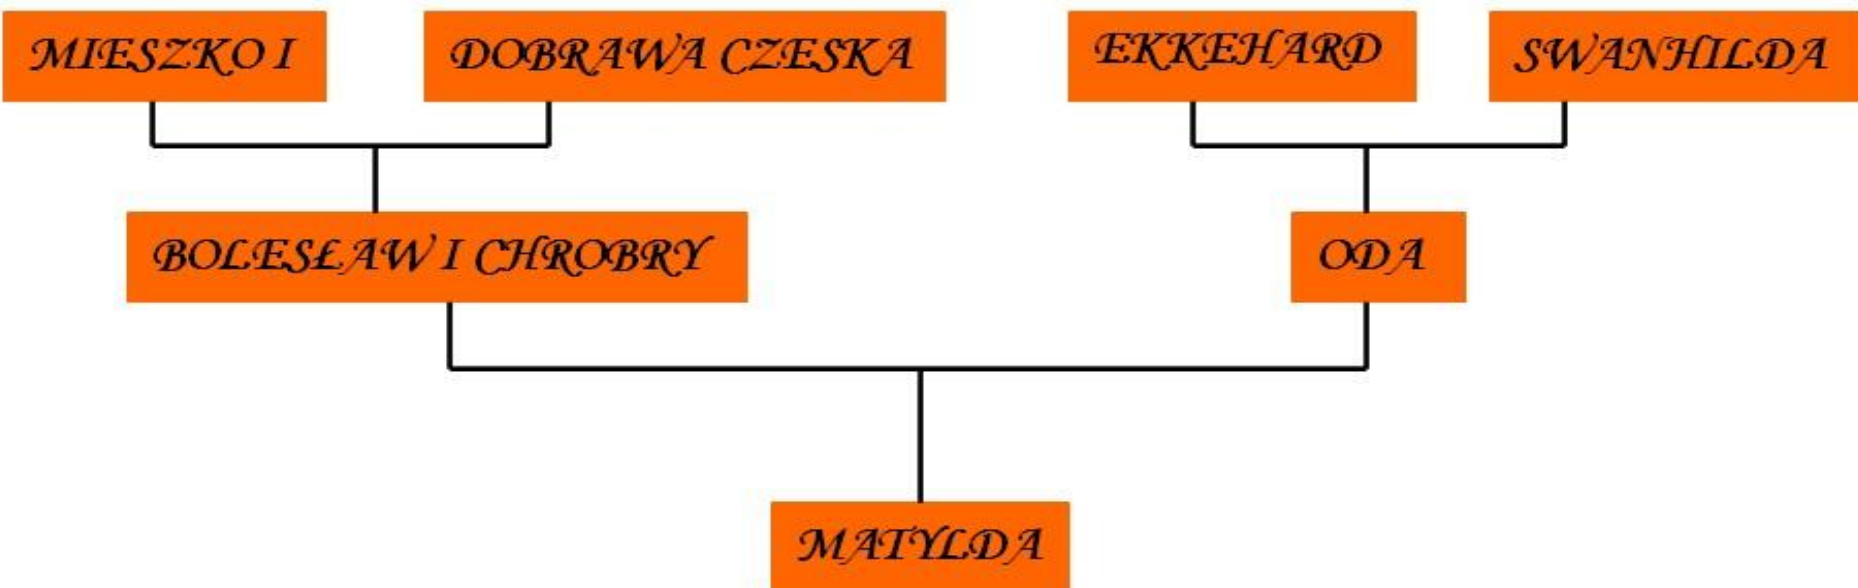 MIESZKO I
DOBRAWA CZESKA
EKKEHARD
SWANHILDA
BOLESŁAW I CHROBRY
ODA
MATYLDA